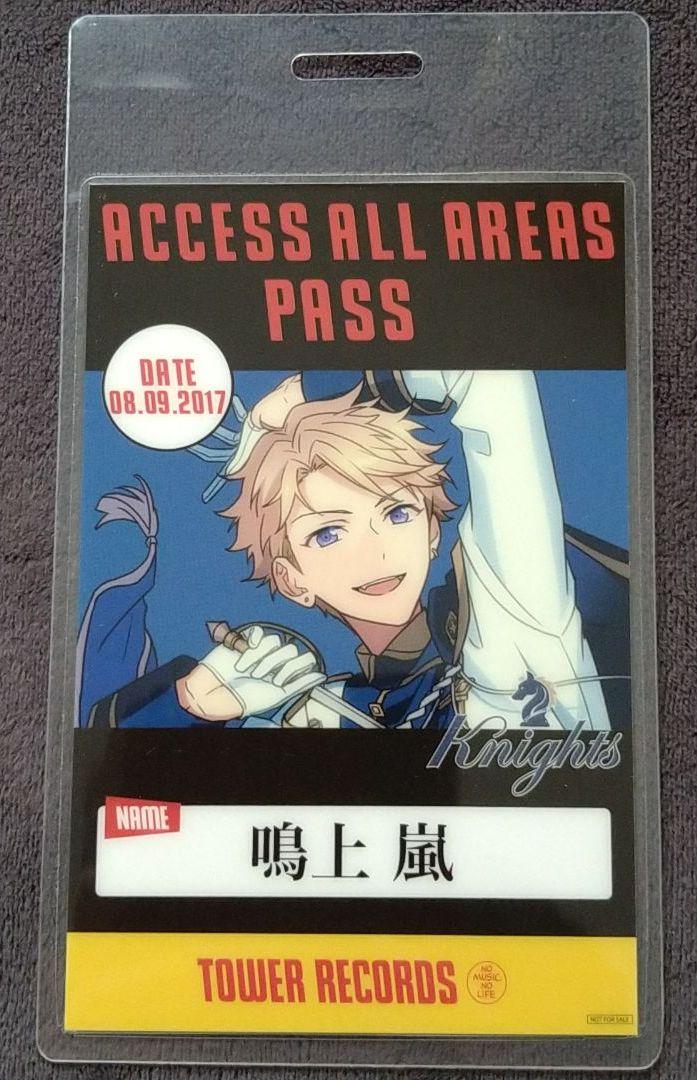 ACCESS ALL AREAS
PASS
DATE
08.09.2017
Knights
NAME
鳴上 嵐
TOWER RECORDS
NO
MUSIC
NO
LIFE
NOT FOR SALE